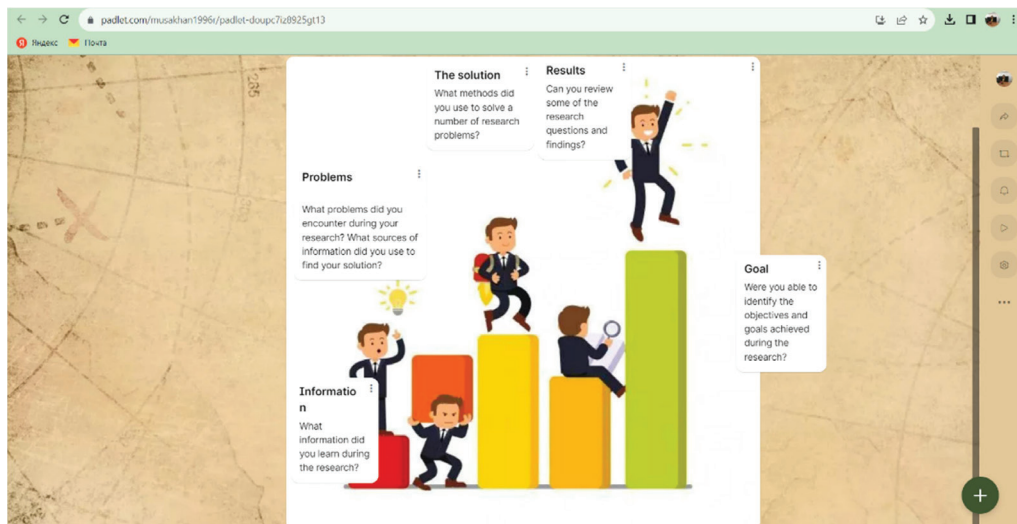 padlet.com/musakhan1996r/padlet-doupc7iz8925gt13
Яндекс
Почта
The solution
What methods did
you use to solve a
number of research
problems?
Results
Can you review
some of the
research
questions and
findings?
Problems
What problems did you
encounter during your
research? What sources of
information did you use to
find your solution?
Goal
Were you able to
identify the
objectives and
goals achieved
during the
research?
Informatio
n
What
information did
you learn during
the research?